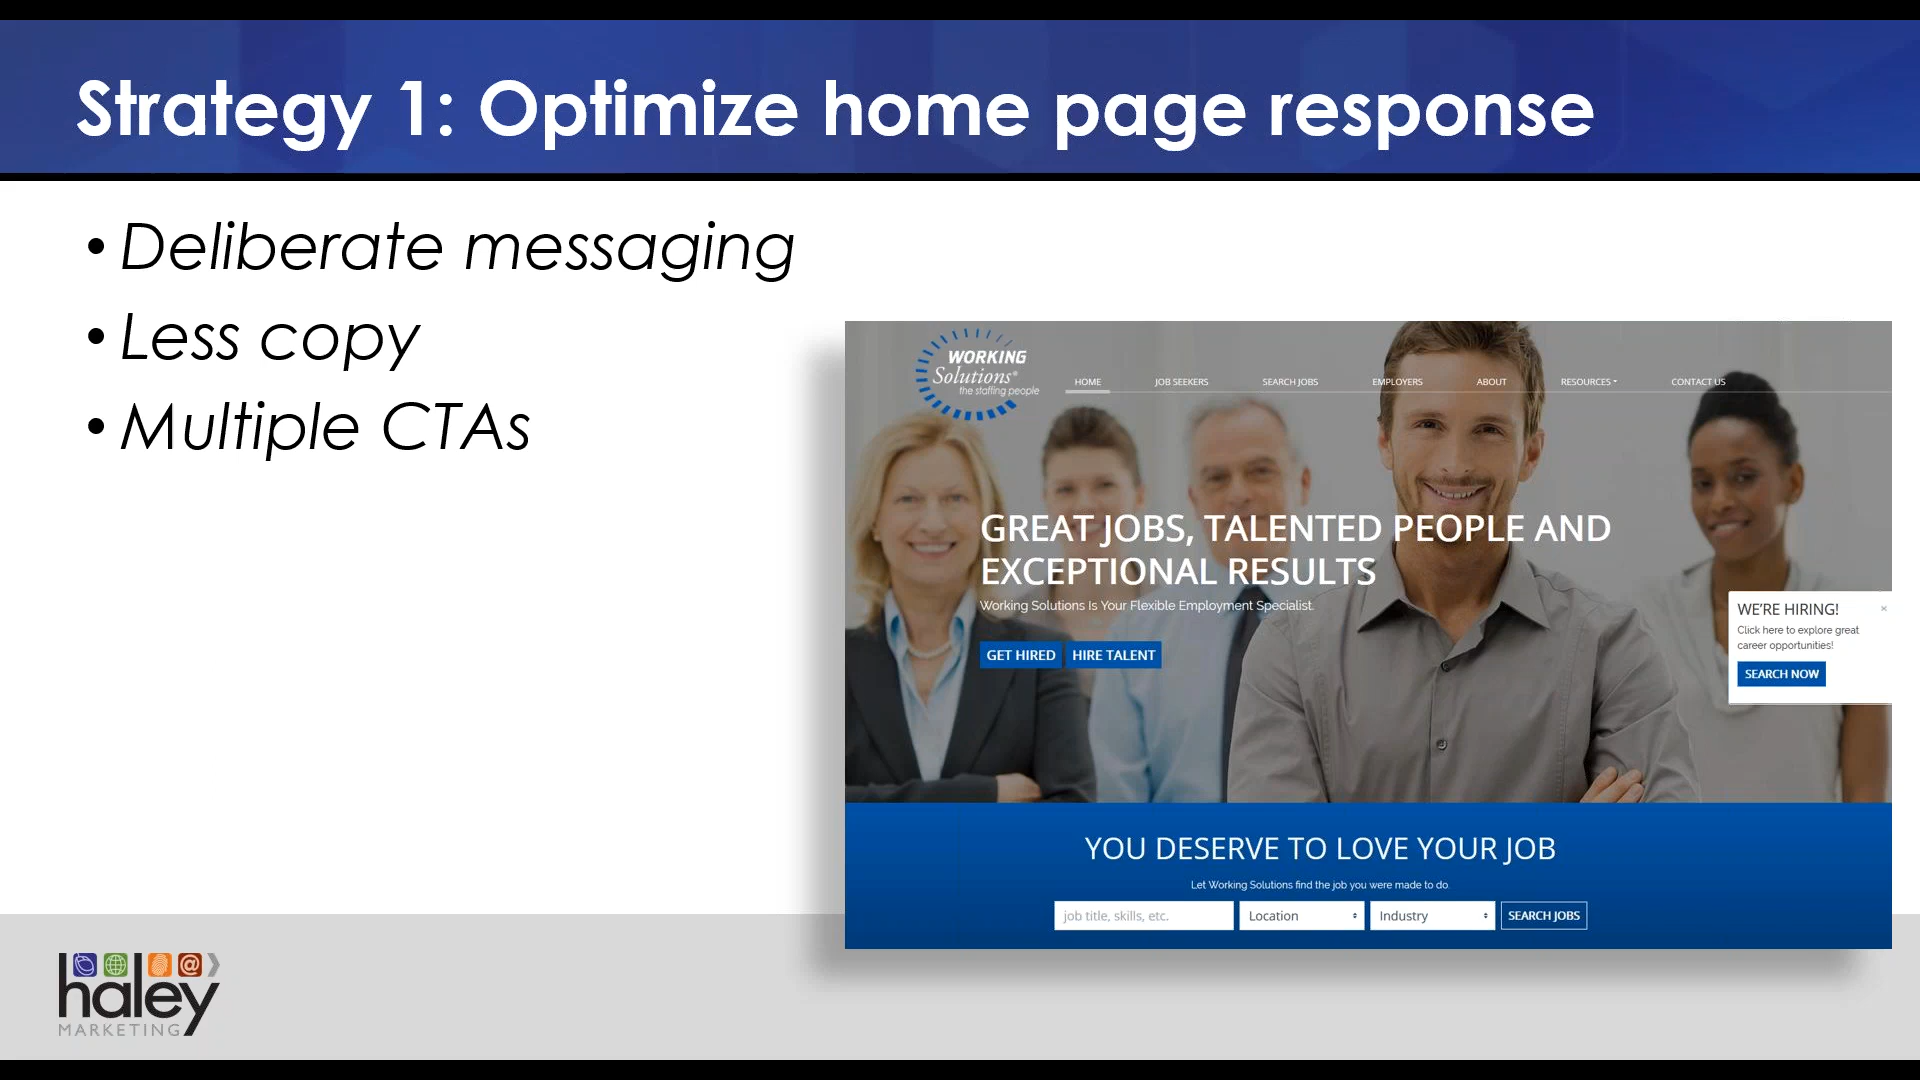 Strategy 1: Optimize home page response
• Deliberate messaging
• Less copy
• Multiple CTAs
WORKING
Solutions®
the staffing people
HOME JOB SEEKERS SEARCH JOBS EMPLOYERS ABOUT RESOURCES CONTACT US
GREAT JOBS, TALENTED PEOPLE AND
EXCEPTIONAL RESULTS
Working Solutions Is Your Flexible Employment Specialist.
GET HIRED HIRE TALENT
WE'RE HIRING! ×
Click here to explore great
career opportunities!
SEARCH NOW
YOU DESERVE TO LOVE YOUR JOB
Let Working Solutions find the job you were made to do.
job title, skills, etc. Location Industry SEARCH JOBS
haley
MARKETING